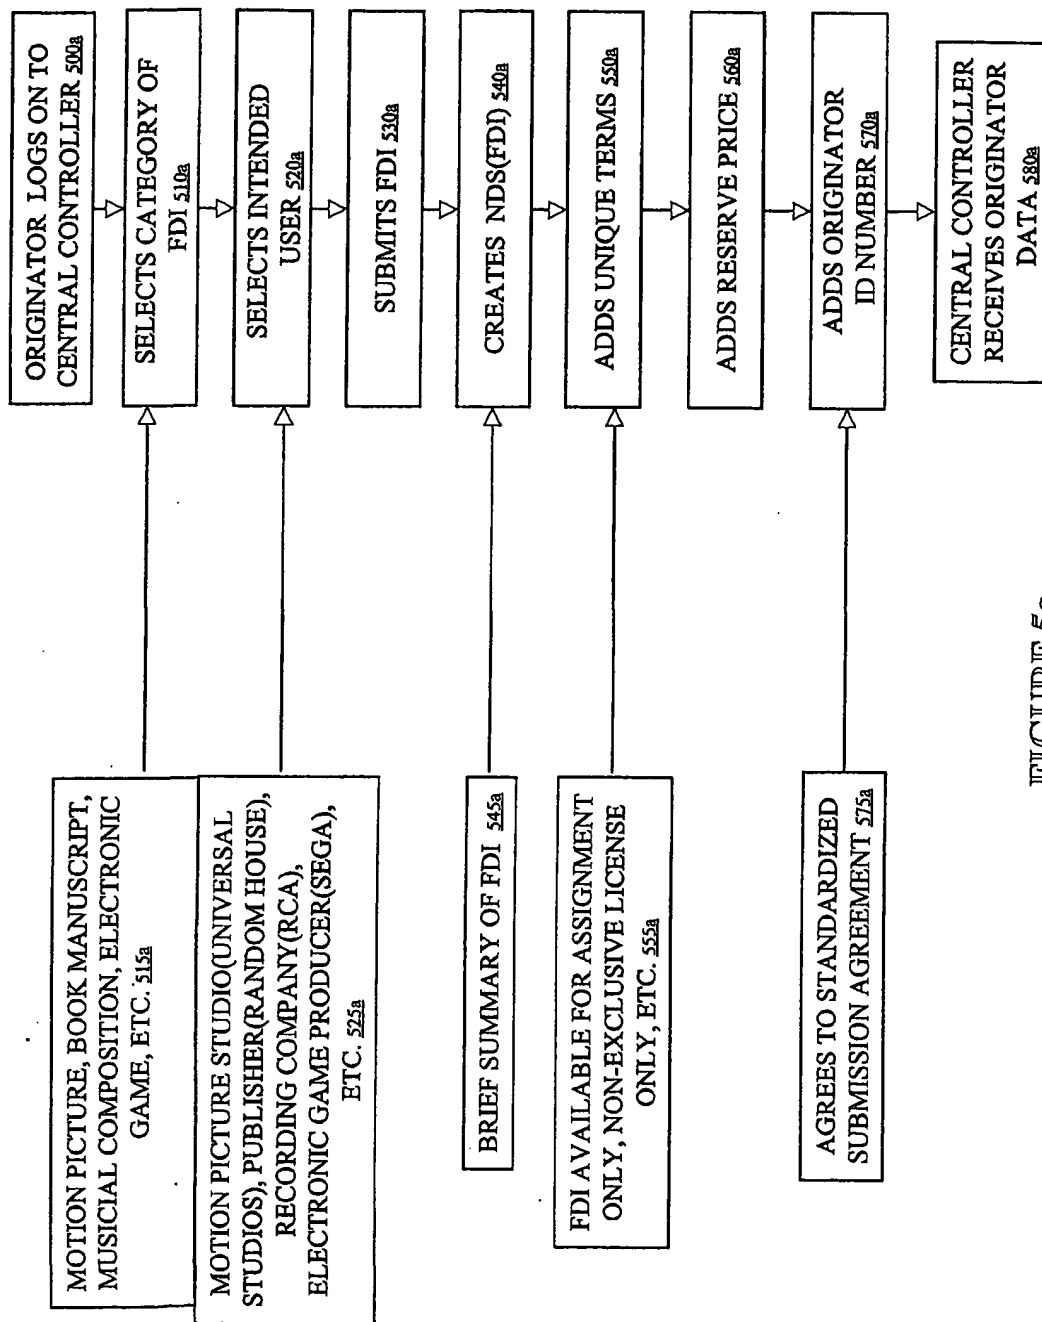 ORIGINATOR LOGS ON TO
CENTRAL CONTROLLER 500a
SELECTS CATEGORY OF
FDI 510a
MOTION PICTURE, BOOK MANUSCRIPT,
MUSICIAL COMPOSITION, ELECTRONIC
GAME, ETC. 515a
SELECTS INTENDED
USER 520a
MOTION PICTURE STUDIO(UNIVERSAL
STUDIOS), PUBLISHER(RANDOM HOUSE),
RECORDING COMPANY(RCA),
ELECTRONIC GAME PRODUCER(SEGA),
ETC. 525a
SUBMITS FDI 530a
CREATES NDS(FDI) 540a
BRIEF SUMMARY OF FDI 545a
ADDS UNIQUE TERMS 550a
FDI AVAILABLE FOR ASSIGNMENT
ONLY, NON-EXCLUSIVE LICENSE
ONLY, ETC. 555a
ADDS RESERVE PRICE 560a
ADDS ORIGINATOR
ID NUMBER 570a
AGREES TO STANDARDIZED
SUBMISSION AGREEMENT 575a
CENTRAL CONTROLLER
RECEIVES ORIGINATOR
DATA 580a
FIGURE 5a